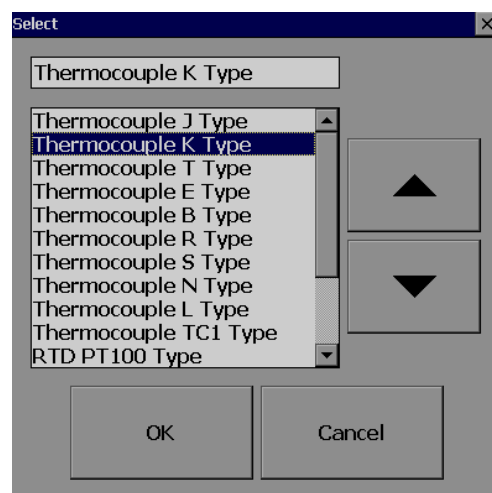 Select
Thermocouple K Type
Thermocouple J Type
Thermocouple K Type
Thermocouple T Type
Thermocouple E Type
Thermocouple B Type
Thermocouple R Type
Thermocouple S Type
Thermocouple N Type
Thermocouple L Type
Thermocouple TC1 Type
RTD PT100 Type
OK
Cancel